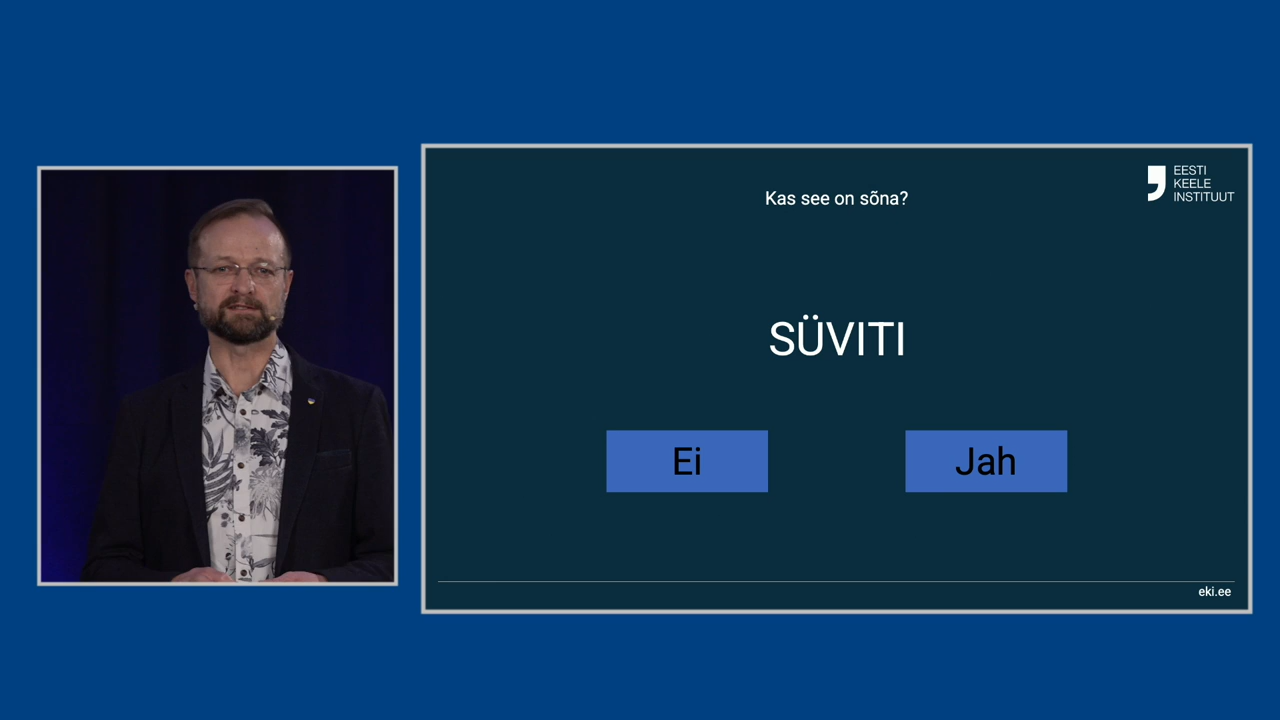 Kas see on sõna?
EESTI
KEELE
INSTITUUT
SÜVITI
Ei
Jah
eki.ee